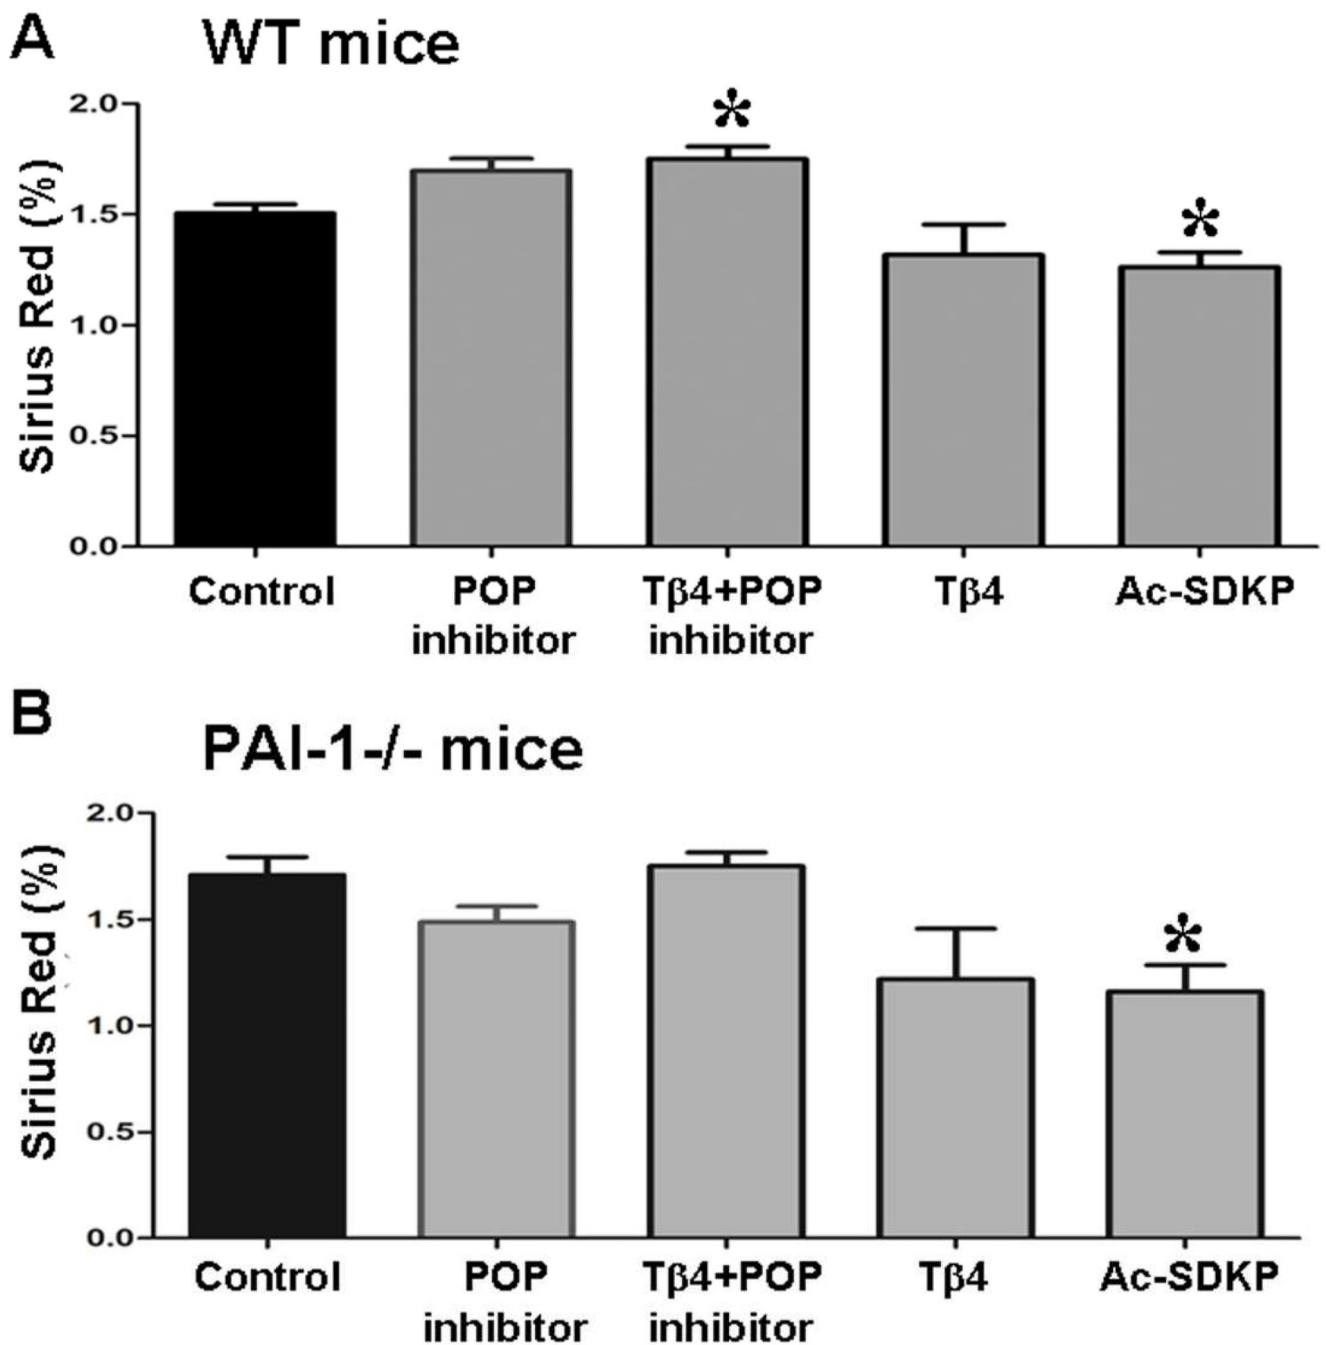 A
WT mice
Sirius Red (%)
2.0
*
1.5
*
1.0
0.5
0.0
Control
POP
inhibitor
Tβ4+POP
inhibitor
Tβ4
Ac-SDKP
B
PAI-1-/- mice
Sirius Red (%)
2.0
1.5
*
1.0
0.5
0.0
Control
POP
inhibitor
Tβ4+POP
inhibitor
Tβ4
Ac-SDKP